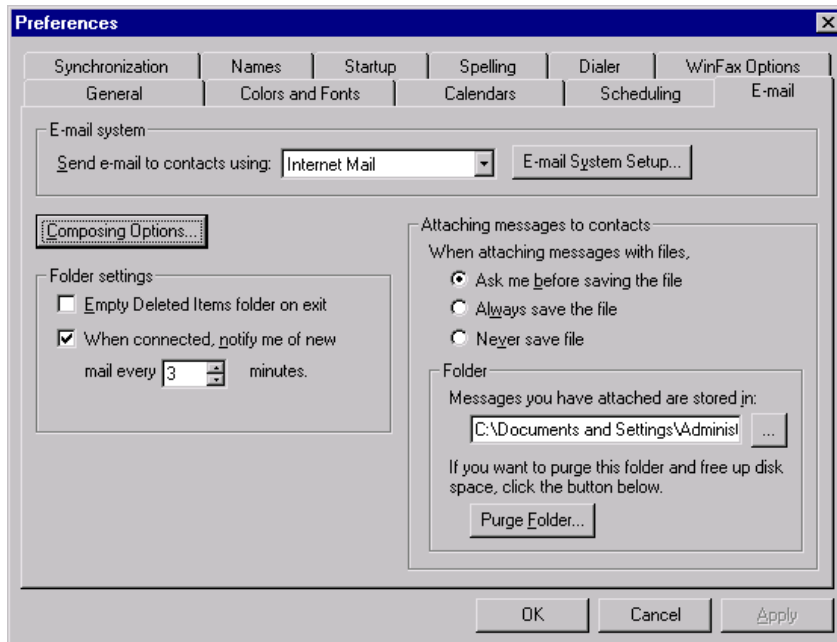 Preferences
Synchronization Names Startup Spelling Dialer WinFax Options
General Colors and Fonts Calendars Scheduling E-mail
E-mail system
Send e-mail to contacts using: Internet Mail E-mail System Setup...
Composing Options...
Folder settings
Empty Deleted Items folder on exit
When connected, notify me of new
mail every 3 minutes.
Attaching messages to contacts
When attaching messages with files,
Ask me before saving the file
Always save the file
Never save file
Folder
Messages you have attached are stored in:
C:\Documents and Settings\Adminis ...
If you want to purge this folder and free up disk
space, click the button below.
Purge Folder...
OK Cancel Apply